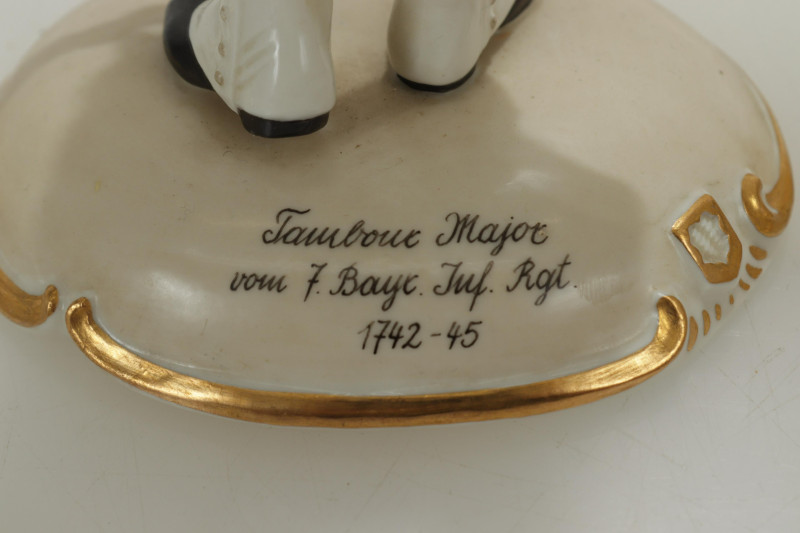 Tambour Major
vom 7. Bayr. Inf. Rgt.
1742-45